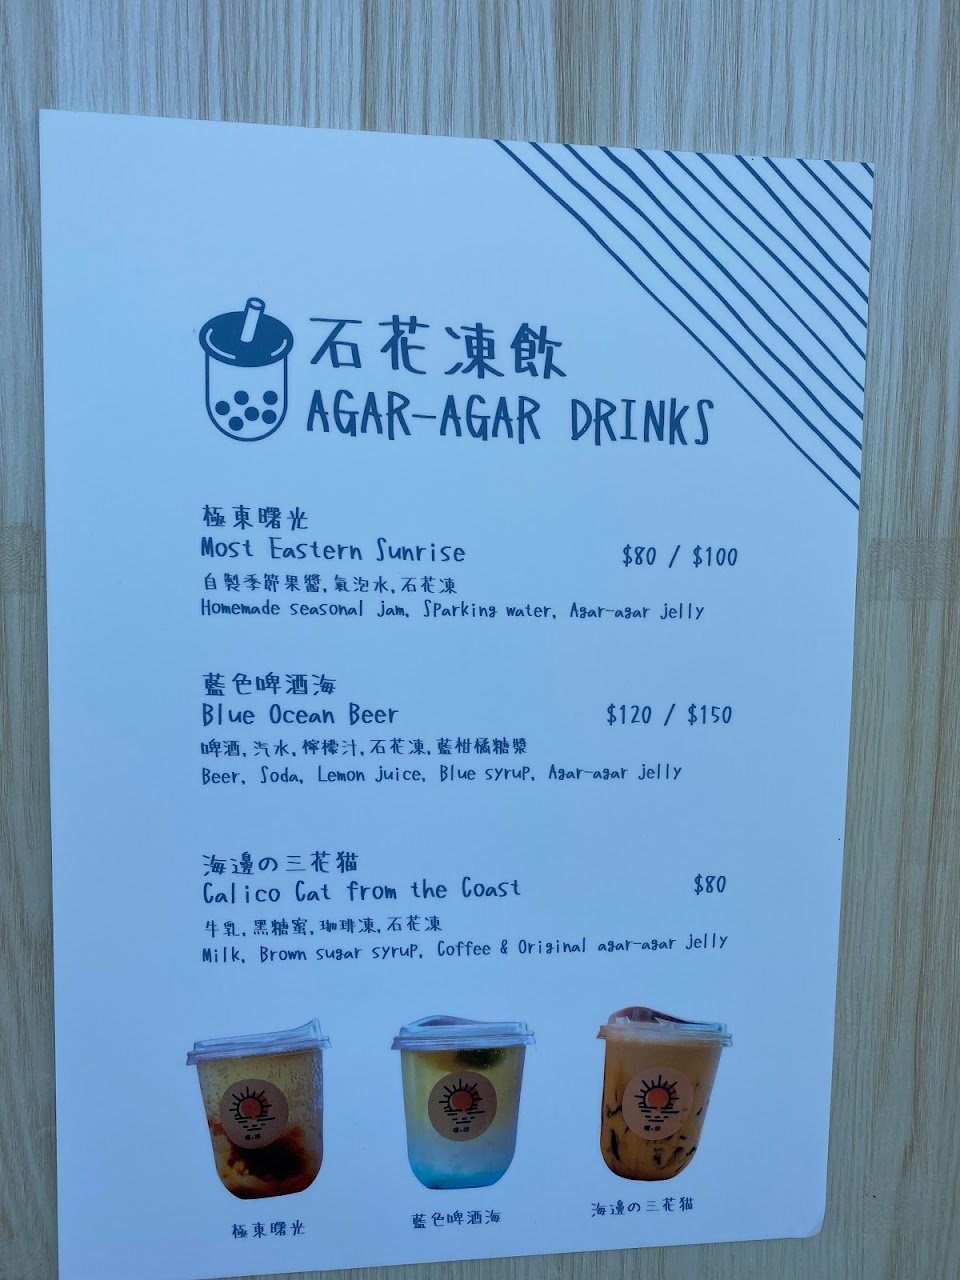 石花凍飲
AGAR-AGAR DRINKS
極東曙光
Most Eastern Sunrise $80 / $100
自製季節果醬,氣泡水, 石花凍
Homemade seasonal jam, SParking water, Agar-agar jelly
藍色啤酒海
Blue Ocean Beer $120 / $150
啤酒, 汽水, 檸檬汁, 石花凍, 藍柑橘糖漿
Beer, Soda, Lemon juice, Blue syrup, Agar-agar jelly
海邊の三花猫
Calico Cat from the Coast $80
牛乳, 黑糖蜜, 珈琲凍, 石花凍
Milk, Brown sugar syrup, Coffee & Original agar-agar jelly
極東曙光
藍色啤酒海
海邊の三花猫